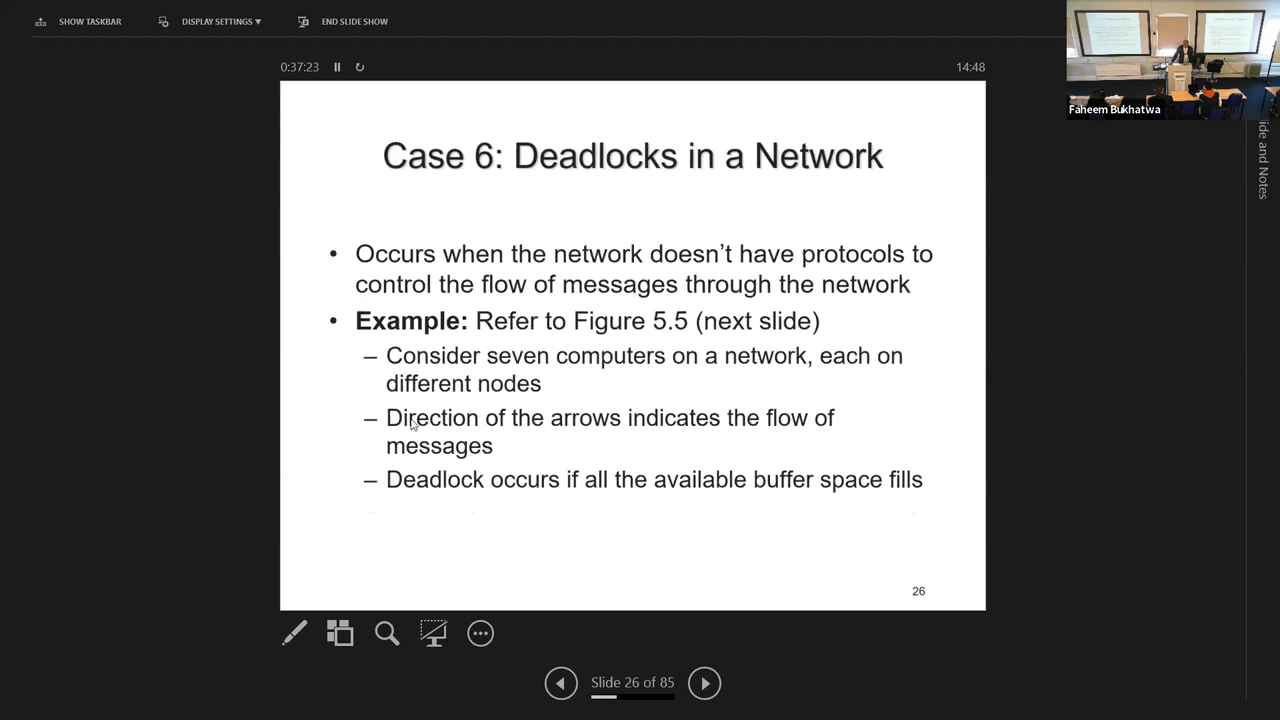 SHOW TASKBAR
DISPLAY SETTINGS ▾
END SLIDE SHOW
0:37:23
14:48
Faheem Bukhatwa
lide and Notes
Case 6: Deadlocks in a Network
• Occurs when the network doesn't have protocols to
control the flow of messages through the network
• Example: Refer to Figure 5.5 (next slide)
– Consider seven computers on a network, each on
different nodes
– Direction of the arrows indicates the flow of
messages
– Deadlock occurs if all the available buffer space fills
26
Slide 26 of 85